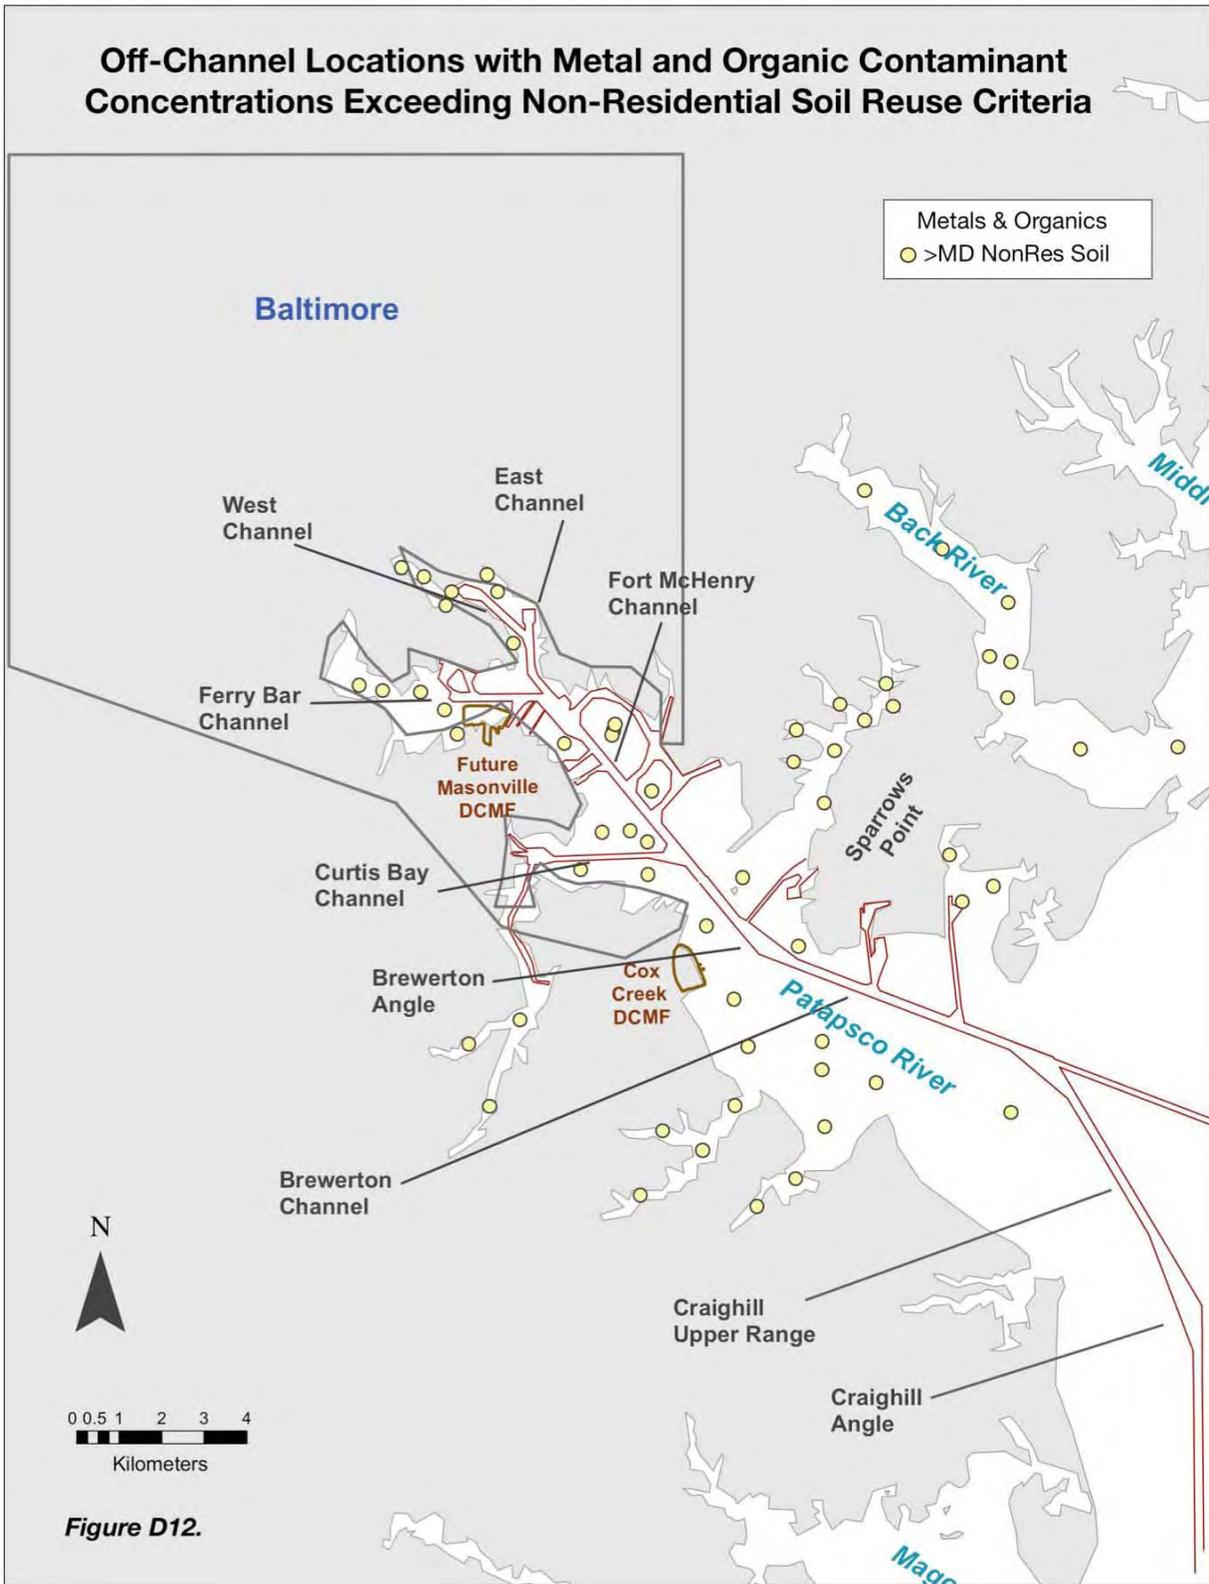 Off-Channel Locations with Metal and Organic Contaminant
Concentrations Exceeding Non-Residential Soil Reuse Criteria
Metals & Organics
>MD NonRes Soil
Baltimore
Middl
Back River
East
Channel
West
Channel
Fort McHenry
Channel
Ferry Bar
Channel
Future
Masonville
DCMF
Sparrows
Point
Curtis Bay
Channel
Brewerton
Angle
Cox
Creek
DCMF
Patapsco River
Brewerton
Channel
N
Craighill
Upper Range
Craighill
Angle
0 0.5 1 2 3 4
Kilometers
Figure D12.
Mago